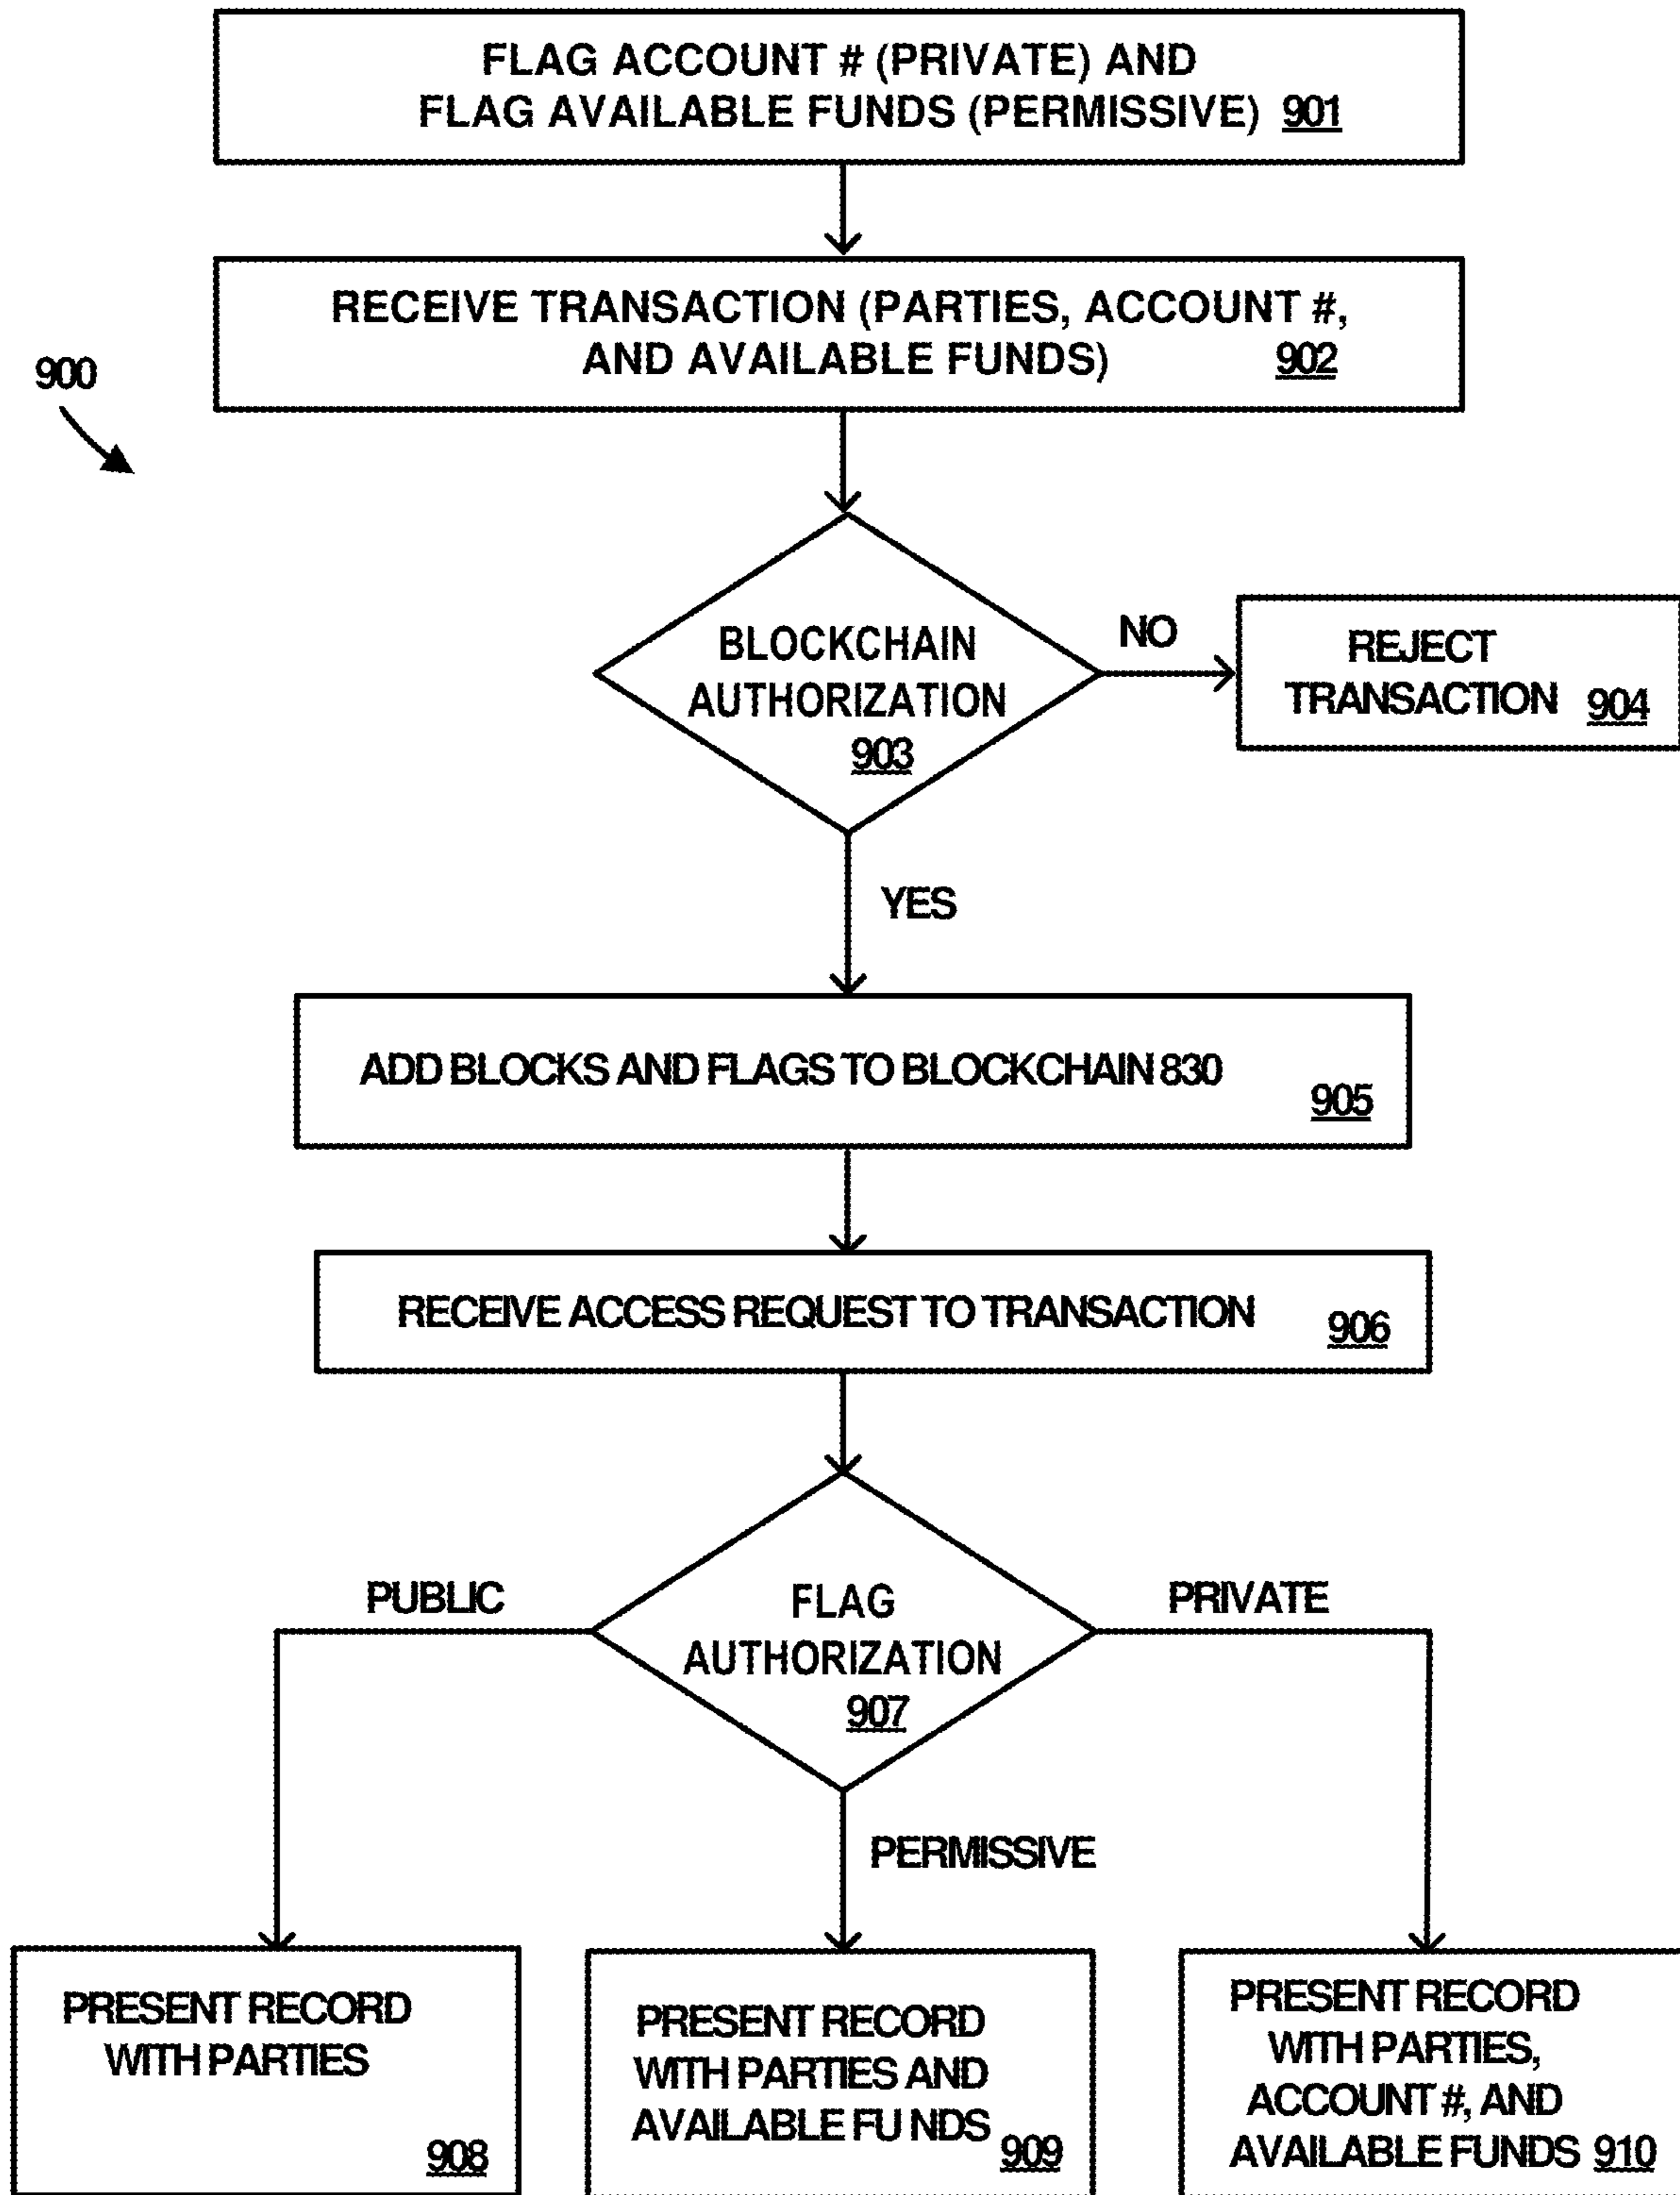 FLAG ACCOUNT # (PRIVATE) AND
FLAG AVAILABLE FUNDS (PERMISSIVE) 901
RECEIVE TRANSACTION (PARTIES, ACCOUNT #,
AND AVAILABLE FUNDS) 902
900
BLOCKCHAIN
AUTHORIZATION
903
NO
REJECT
TRANSACTION 904
YES
ADD BLOCKS AND FLAGS TO BLOCKCHAIN 830
905
RECEIVE ACCESS REQUEST TO TRANSACTION
906
PUBLIC
FLAG
AUTHORIZATION
907
PRIVATE
PERMISSIVE
PRESENT RECORD
WITH PARTIES
908
PRESENT RECORD
WITH PARTIES AND
AVAILABLE FU NDS 909
PRESENT RECORD
WITH PARTIES,
ACCOUNT #, AND
AVAILABLE FUNDS 910